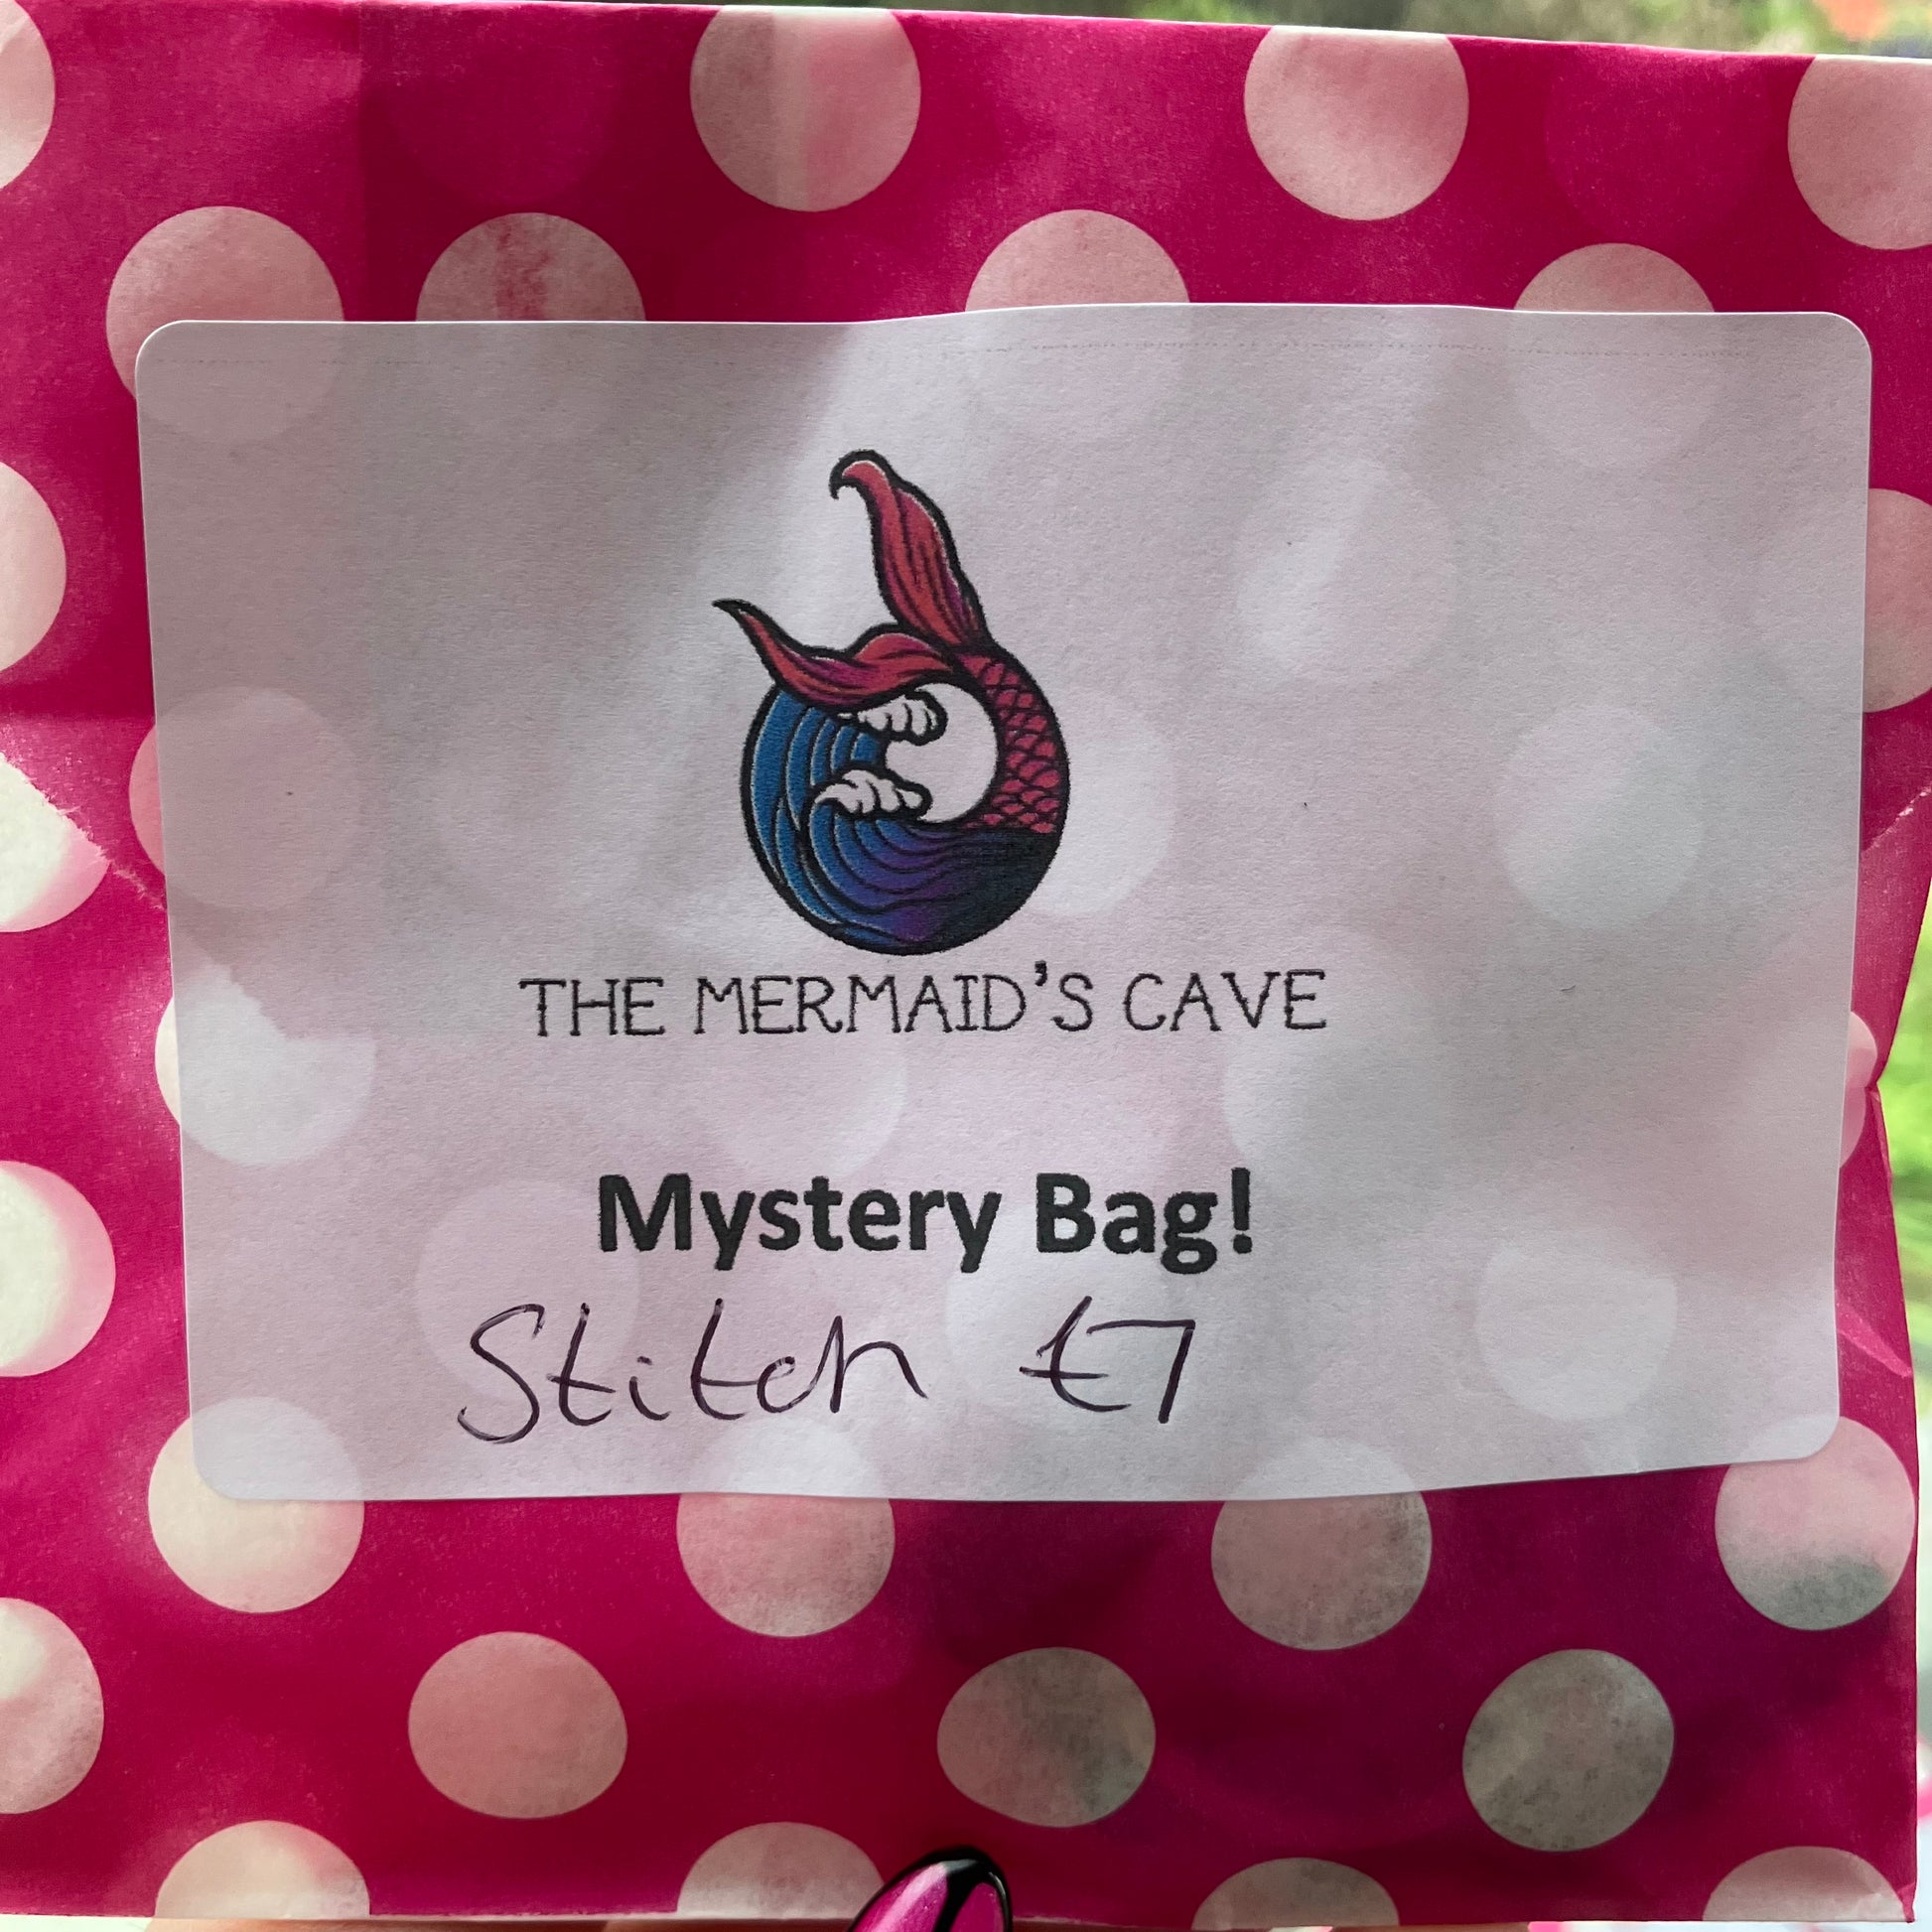 THE MERMAID'S CAVE
Mystery Bag!
Stitch £7